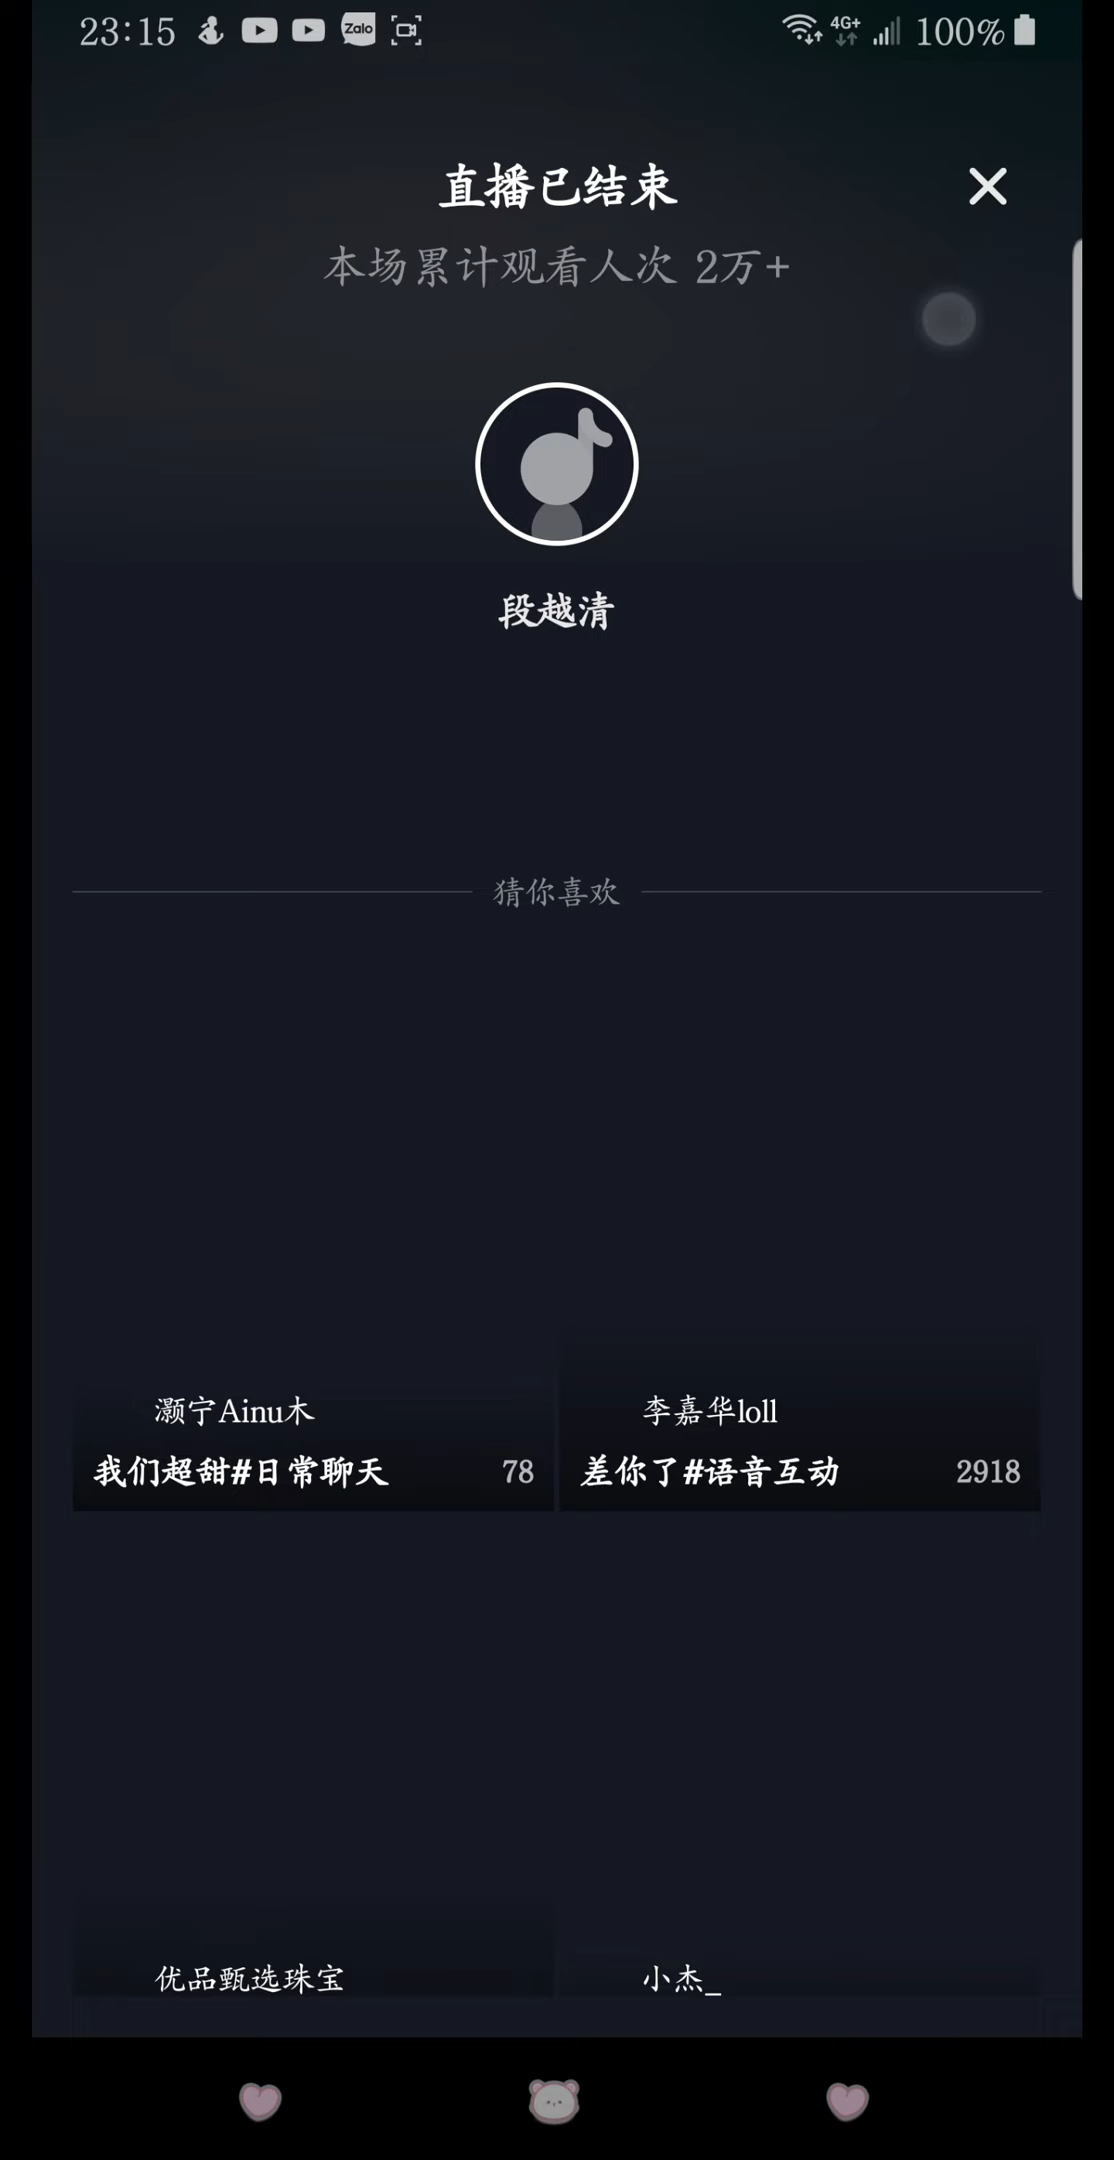 23:15
Zalo
4G+
100%
直播已结束
本场累计观看人次 2万+
段越清
猜你喜欢
灏宁Ainu木
我们超甜#日常聊天 78
李嘉华loll
差你了#语音互动 2918
优品甄选珠宝
小杰_